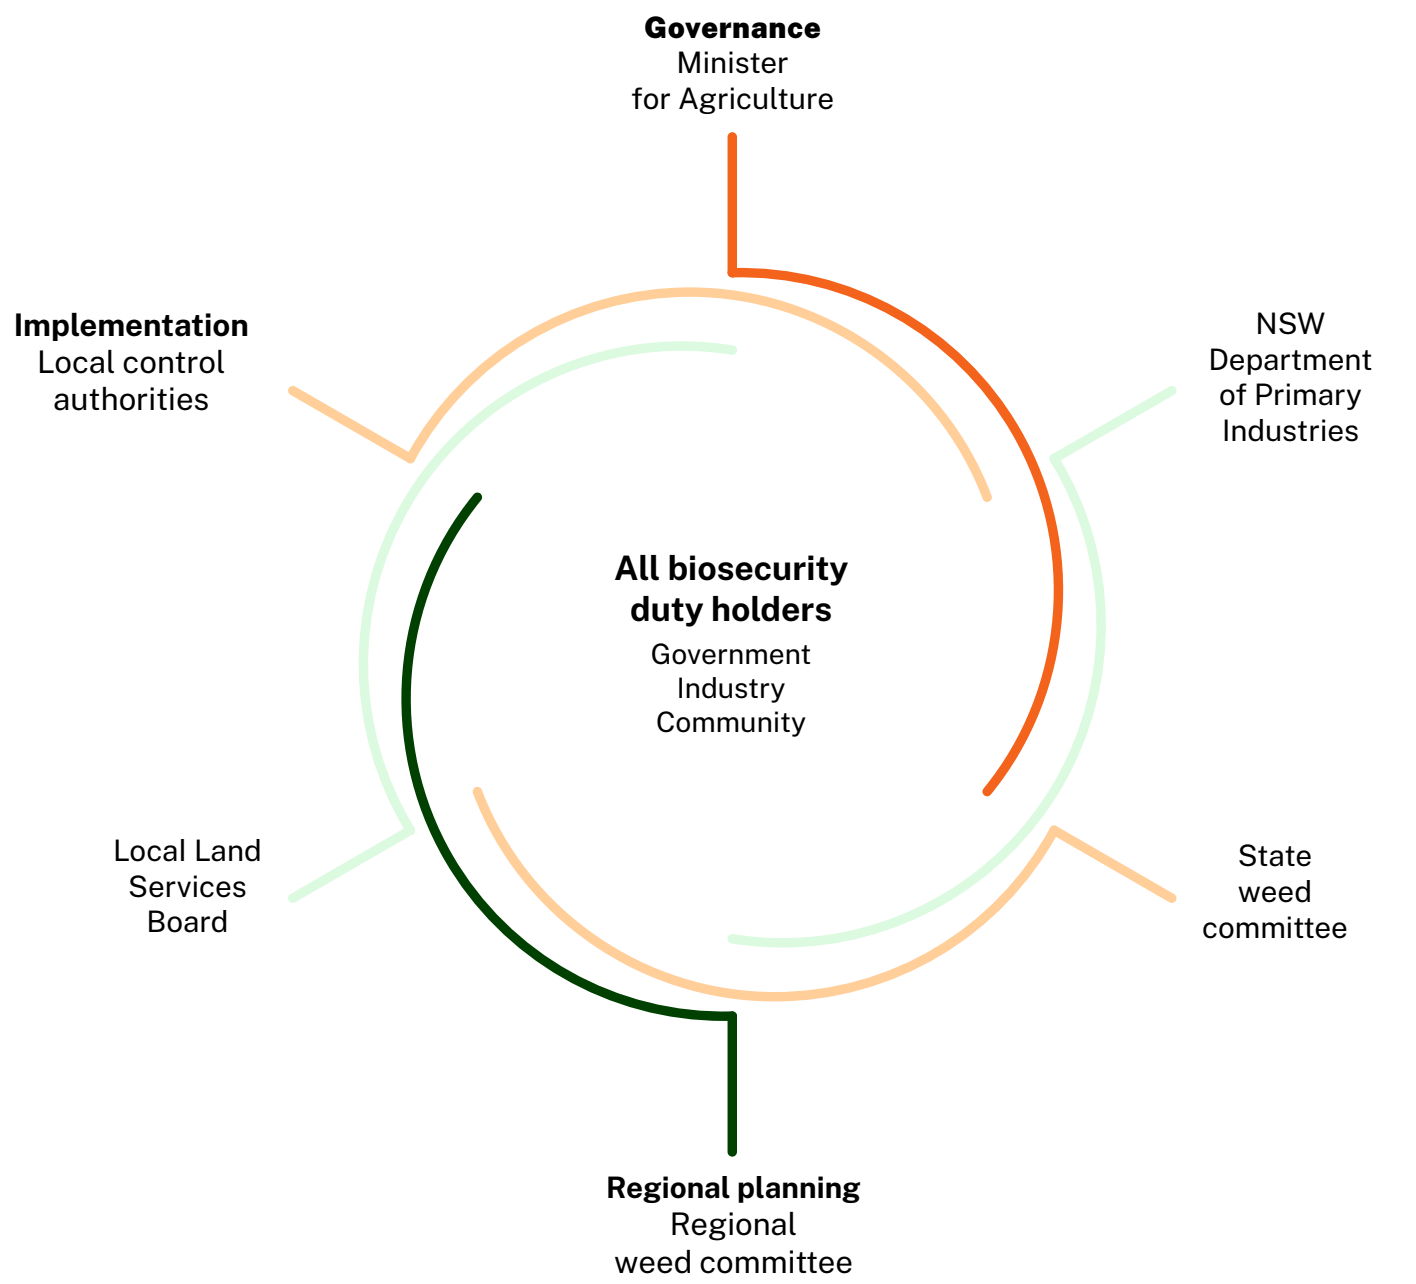 Governance
Minister
for Agriculture
Implementation
Local control
authorities
NSW
Department
of Primary
Industries
All biosecurity
duty holders
Government
Industry
Community
Local Land
Services
Board
State
weed
committee
Regional planning
Regional
weed committee